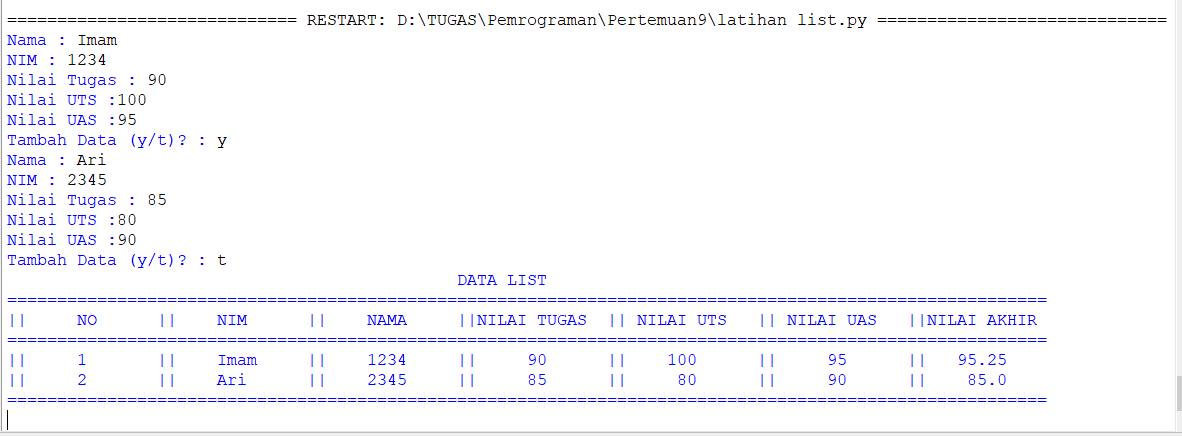 ============================= RESTART: D:\TUGAS\Pemrograman\Pertemuan9\latihan list.py =============================
Nama : Imam
NIM : 1234
Nilai Tugas : 90
Nilai UTS :100
Nilai UAS :95
Tambah Data (y/t)? : y
Nama : Ari
NIM : 2345
Nilai Tugas : 85
Nilai UTS :80
Nilai UAS :90
Tambah Data (y/t)? : t
                                             DATA LIST
========================================================================================================
||     NO      ||    NIM      ||    NAMA     ||NILAI TUGAS  || NILAI UTS   || NILAI UAS   ||NILAI AKHIR
========================================================================================================
||     1       ||    Imam     ||    1234     ||     90      ||    100      ||     95      ||   95.25
||     2       ||    Ari      ||    2345     ||     85      ||     80      ||     90      ||    85.0
========================================================================================================